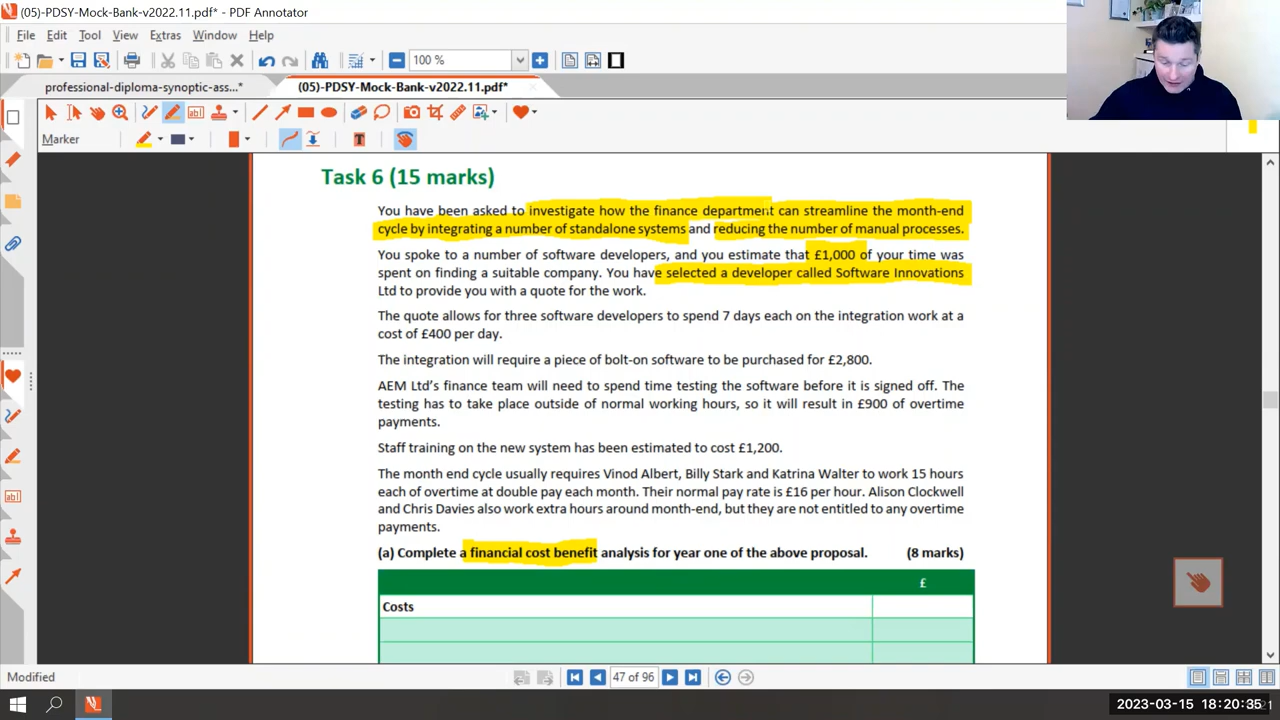 (05)-PDSY-Mock-Bank-v2022.11.pdf* - PDF Annotator
File Edit Tool View Extras Window Help
100 %
professional-diploma-synoptic-ass...* (05)-PDSY-Mock-Bank-v2022.11.pdf*
Marker
Task 6 (15 marks)
You have been asked to investigate how the finance department can streamline the month-end
cycle by integrating a number of standalone systems and reducing the number of manual processes.
You spoke to a number of software developers, and you estimate that £1,000 of your time was
spent on finding a suitable company. You have selected a developer called Software Innovations
Ltd to provide you with a quote for the work.
The quote allows for three software developers to spend 7 days each on the integration work at a
cost of £400 per day.
The integration will require a piece of bolt-on software to be purchased for £2,800.
AEM Ltd's finance team will need to spend time testing the software before it is signed off. The
testing has to take place outside of normal working hours, so it will result in £900 of overtime
payments.
Staff training on the new system has been estimated to cost £1,200.
The month end cycle usually requires Vinod Albert, Billy Stark and Katrina Walter to work 15 hours
each of overtime at double pay each month. Their normal pay rate is £16 per hour. Alison Clockwell
and Chris Davies also work extra hours around month-end, but they are not entitled to any overtime
payments.
(a) Complete a financial cost benefit analysis for year one of the above proposal. (8 marks)
£
Costs
Modified
47 of 96
2023-03-15 18:20:35